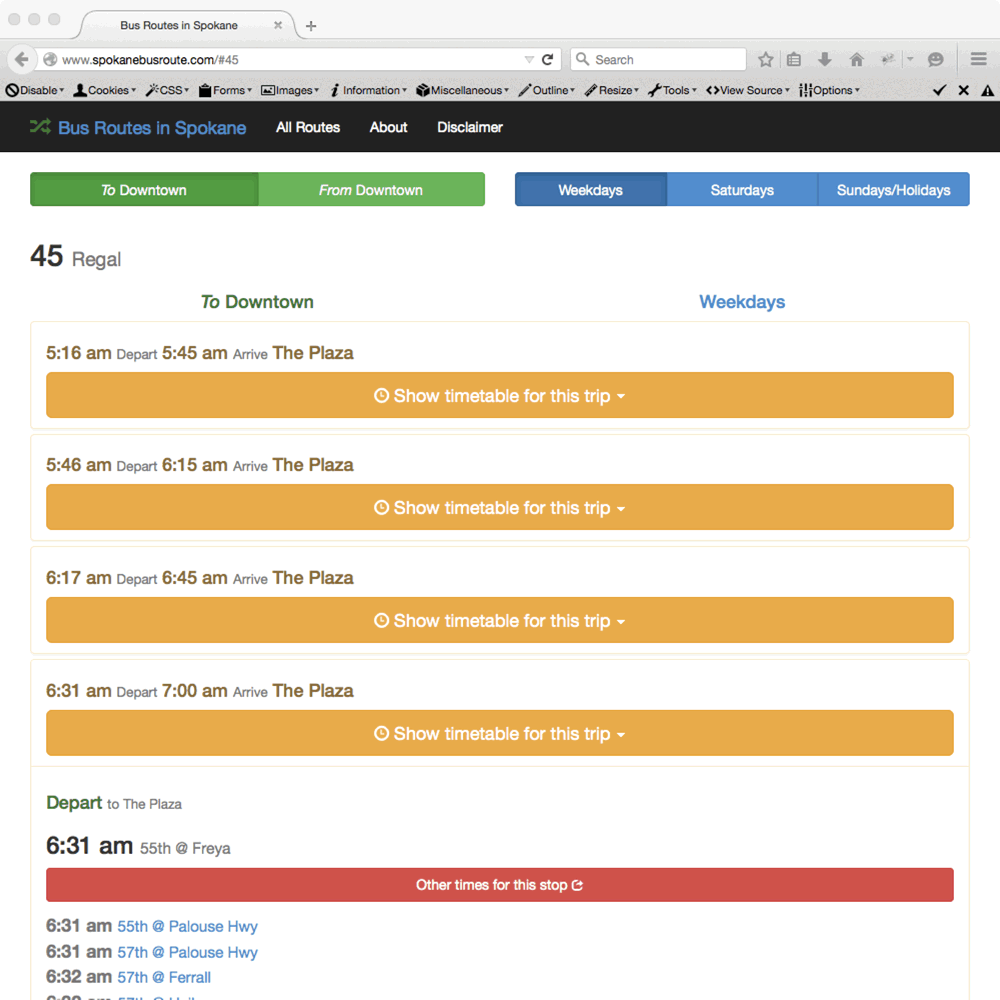 Bus Routes in Spokane
www.spokanebusroute.com/#45
Search
Disable Cookies CSS Forms Images Information Miscellaneous Outline Resize Tools View Source Options
Bus Routes in Spokane All Routes About Disclaimer
To Downtown From Downtown Weekdays Saturdays Sundays/Holidays
45 Regal
To Downtown Weekdays
5:16 am Depart 5:45 am Arrive The Plaza
Show timetable for this trip
5:46 am Depart 6:15 am Arrive The Plaza
Show timetable for this trip
6:17 am Depart 6:45 am Arrive The Plaza
Show timetable for this trip
6:31 am Depart 7:00 am Arrive The Plaza
Show timetable for this trip
Depart to The Plaza
6:31 am 55th @ Freya
Other times for this stop
6:31 am 55th @ Palouse Hwy
6:31 am 57th @ Palouse Hwy
6:32 am 57th @ Ferrall